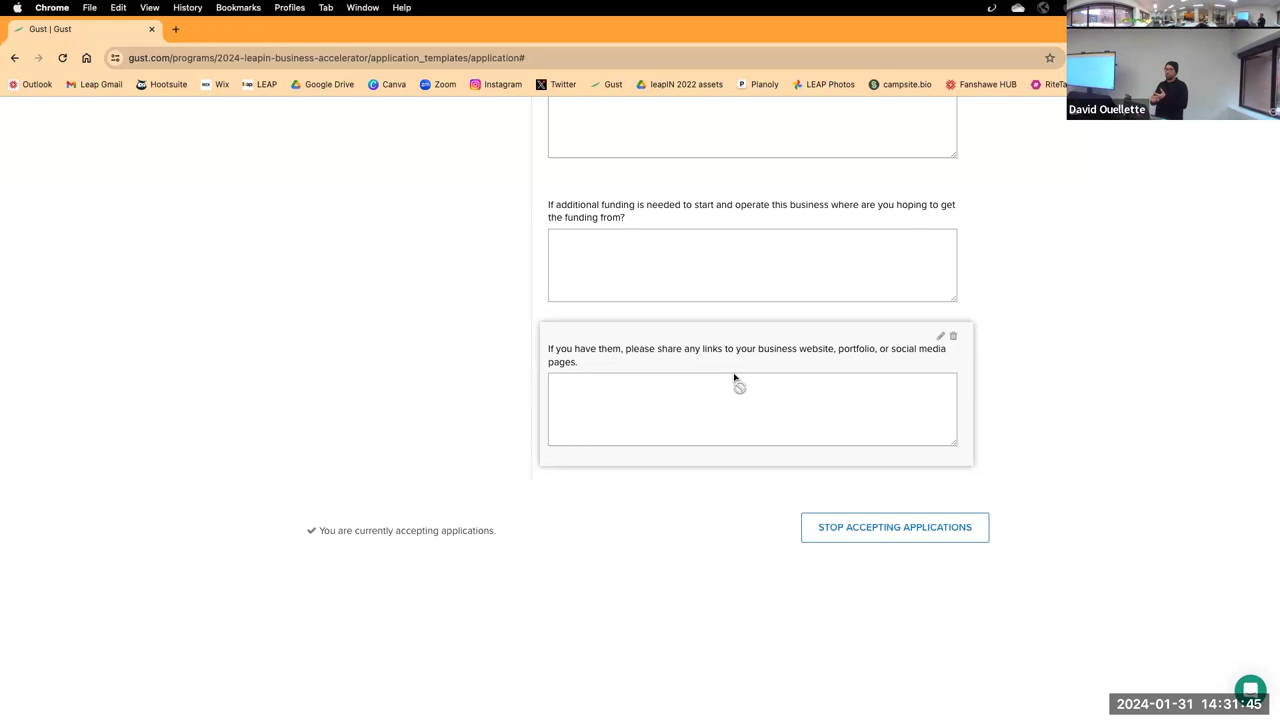 Chrome File Edit View History Bookmarks Profiles Tab Window Help
Gust | Gust
gust.com/programs/2024-leapin-business-accelerator/application_templates/application#
Outlook Leap Gmail Hootsuite Wix LEAP Google Drive Canva Zoom Instagram Twitter Gust leapIN 2022 assets Planoly LEAP Photos campsite.bio Fanshawe HUB RiteTa
David Ouellette
If additional funding is needed to start and operate this business where are you hoping to get
the funding from?
If you have them, please share any links to your business website, portfolio, or social media
pages.
You are currently accepting applications.
STOP ACCEPTING APPLICATIONS
2024-01-31 14:31:45